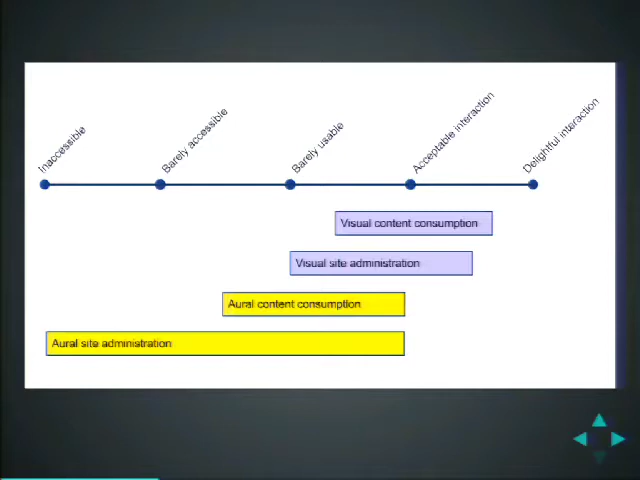 Inaccessible
Barely accessible
Barely usable
Acceptable interaction
Delightful interaction
Visual content consumption
Visual site administration
Aural content consumption
Aural site administration